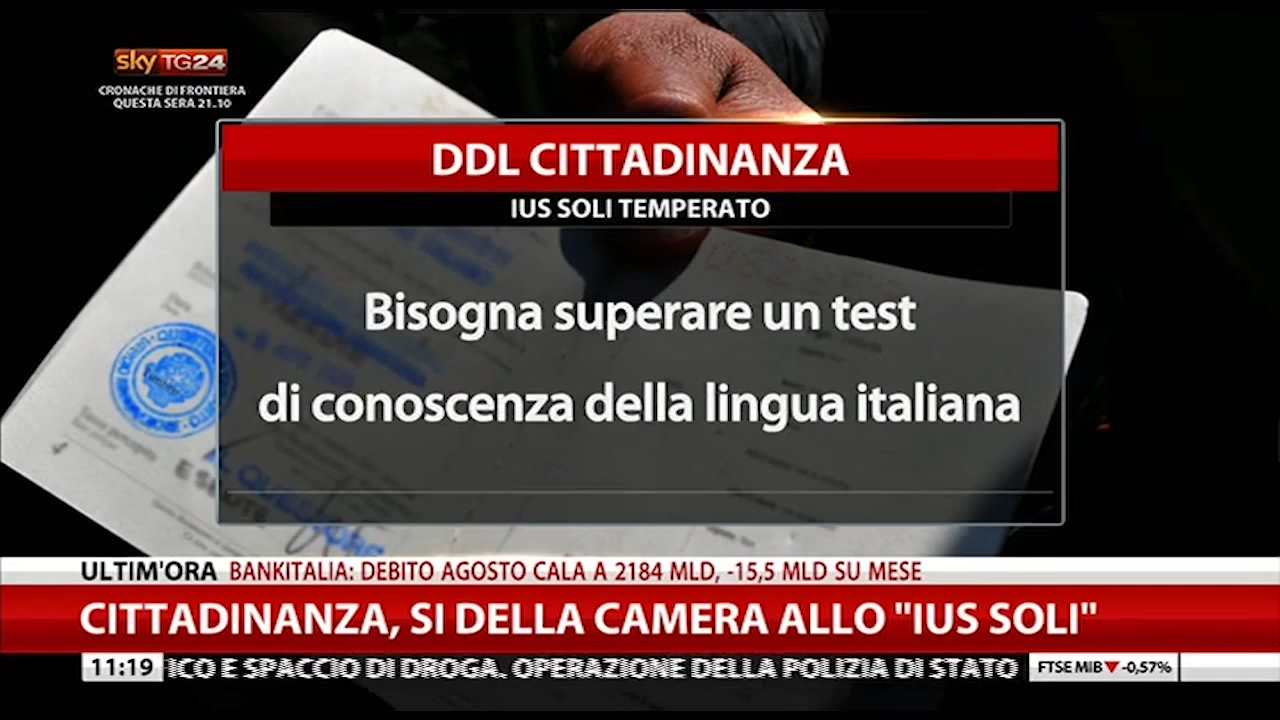 sky TG24
CRONACHE DI FRONTIERA
QUESTA SERA 21.10
DDL CITTADINANZA
IUS SOLI TEMPERATO
Bisogna superare un test
di conoscenza della lingua italiana
ULTIM'ORA BANKITALIA: DEBITO AGOSTO CALA A 2184 MLD, -15,5 MLD SU MESE
CITTADINANZA, SI DELLA CAMERA ALLO "IUS SOLI"
11:19 ICO E SPACCIO DI DROGA. OPERAZIONE DELLA POLIZIA DI STATO FTSE MIB▼-0,57%